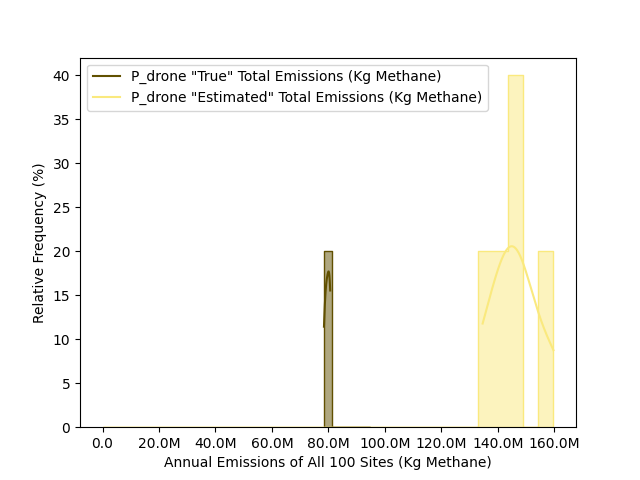 P_drone "True" Total Emissions (Kg Methane)
P_drone "Estimated" Total Emissions (Kg Methane)
Relative Frequency (%)
40
35
30
25
20
15
10
5
0
0.0 20.0M 40.0M 60.0M 80.0M 100.0M 120.0M 140.0M 160.0M
Annual Emissions of All 100 Sites (Kg Methane)